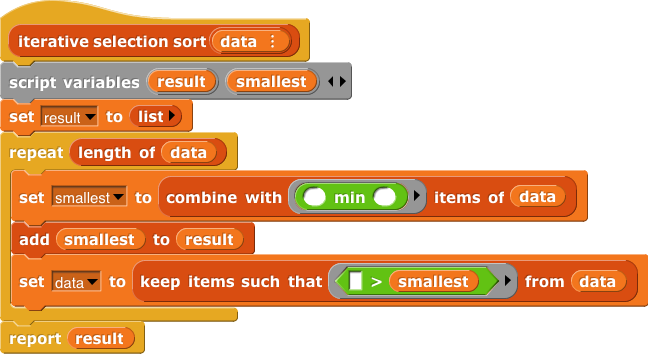 iterative selection sort data ⋮
script variables result smallest
set result to list
repeat length of data
set smallest to combine with min items of data
add smallest to result
set data to keep items such that > smallest from data
report result